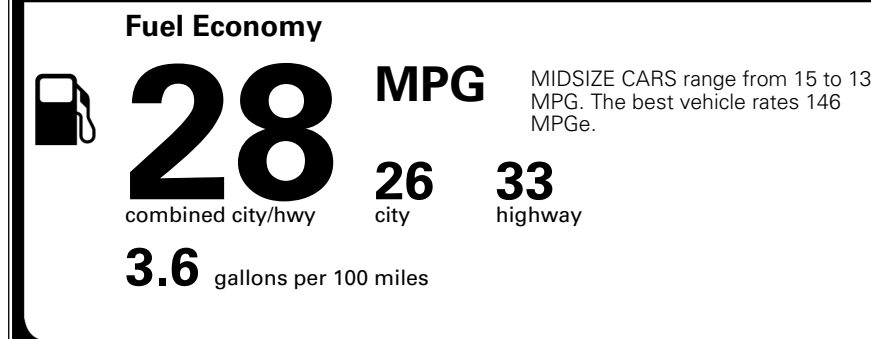 Fuel Economy
28 MPG
MIDSIZE CARS range from 15 to 13
MPG. The best vehicle rates 146
MPGe.
26 33
combined city/hwy city highway
3.6 gallons per 100 miles